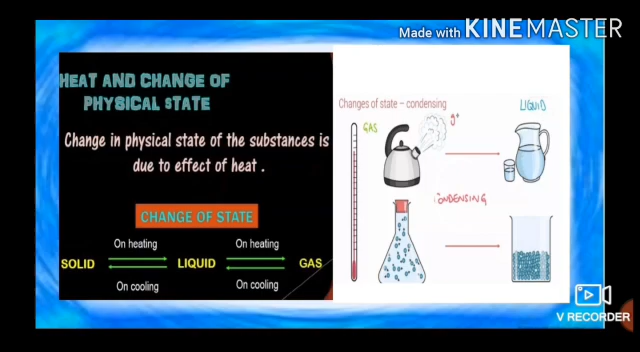 Made with KINEMASTER
HEAT AND CHANGE OF
PHYSICAL STATE
Change in physical state of the substances is
due to effect of heat .
CHANGE OF STATE
On heating On heating
SOLID LIQUID GAS
On cooling On cooling
Changes of state – condensing
GAS
LIQUID
CONDENSING
V RECORDER